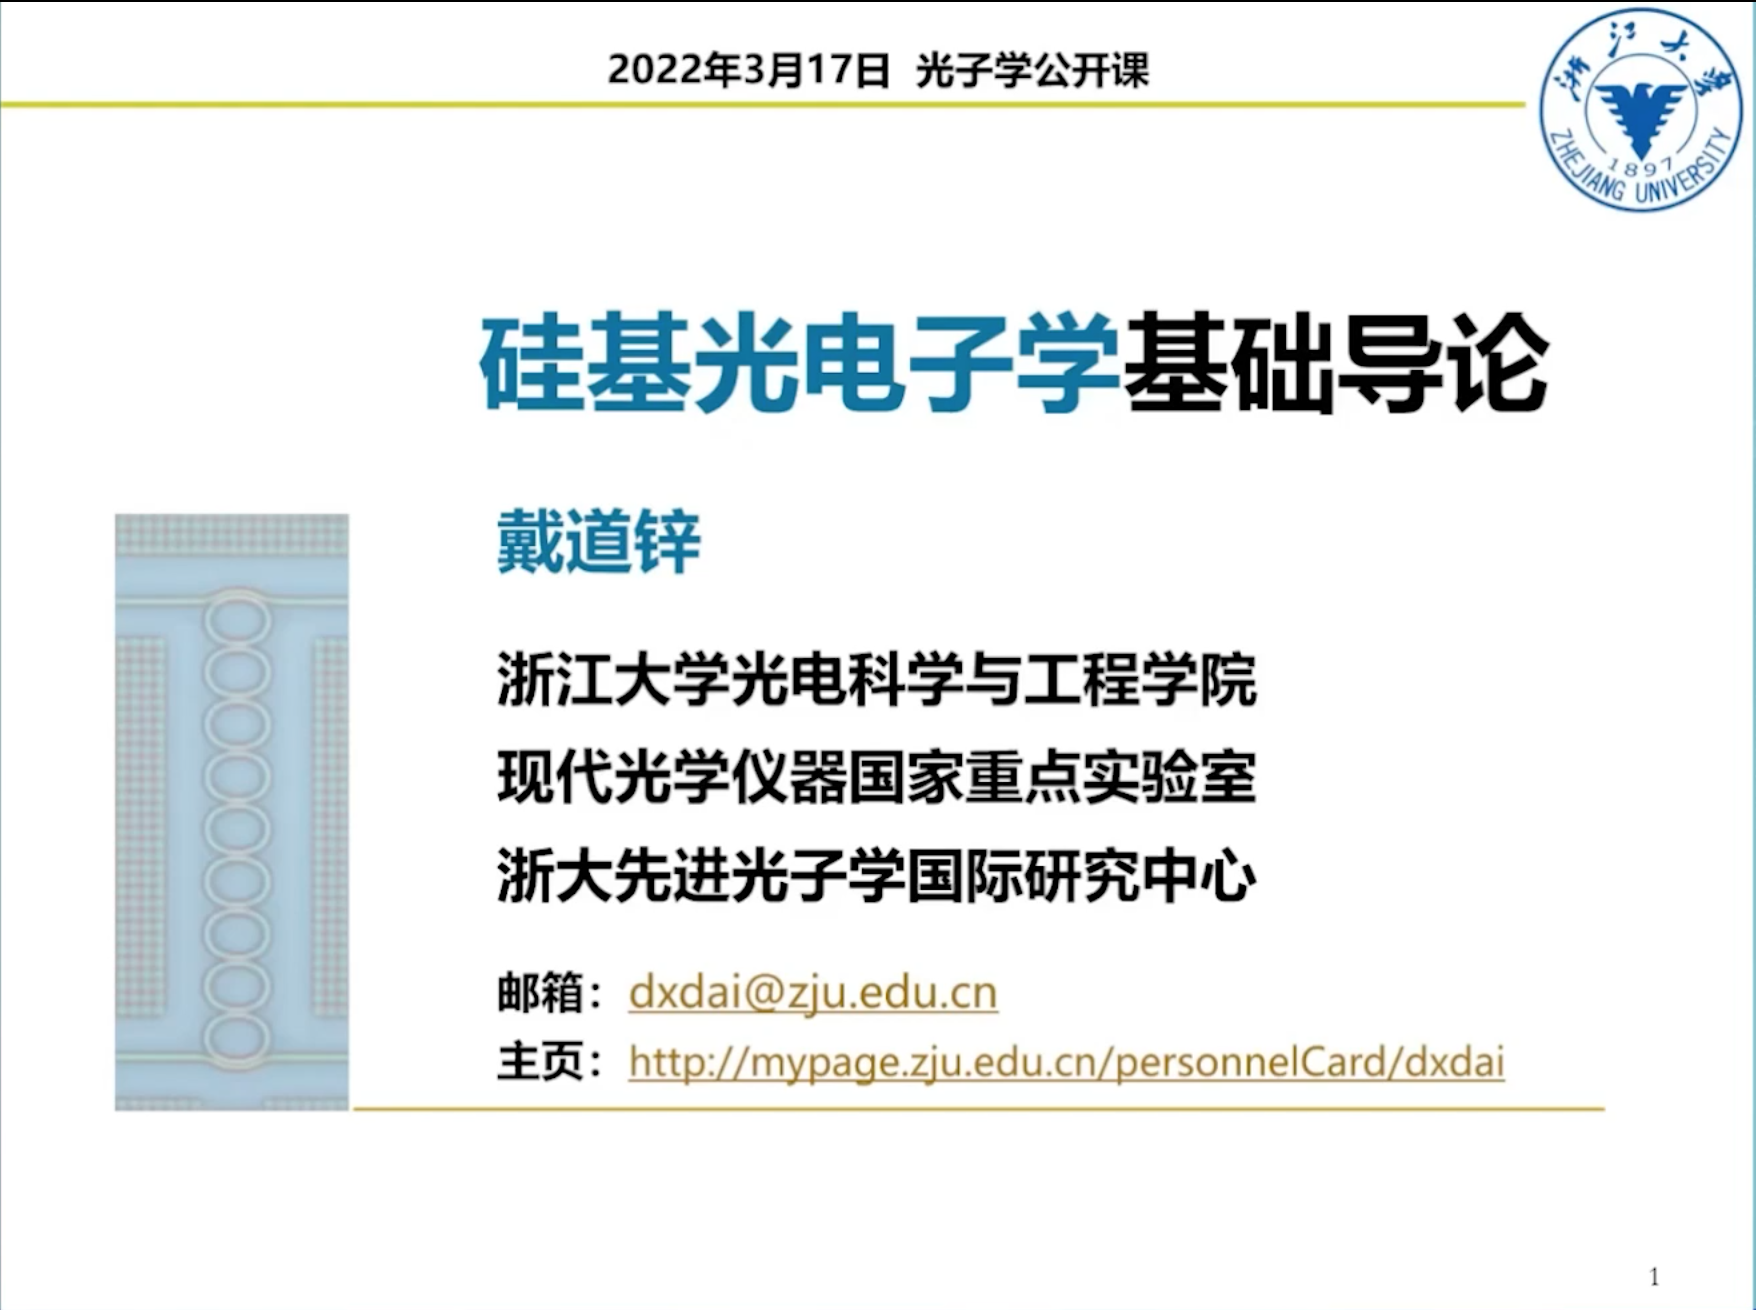 2022年3月17日 光子学公开课
浙江大学
ZHEJIANG UNIVERSITY
1897
硅基光电子学基础导论
戴道锌
浙江大学光电科学与工程学院
现代光学仪器国家重点实验室
浙大先进光子学国际研究中心
邮箱：dxdai@zju.edu.cn
主页：http://mypage.zju.edu.cn/personnelCard/dxdai
1